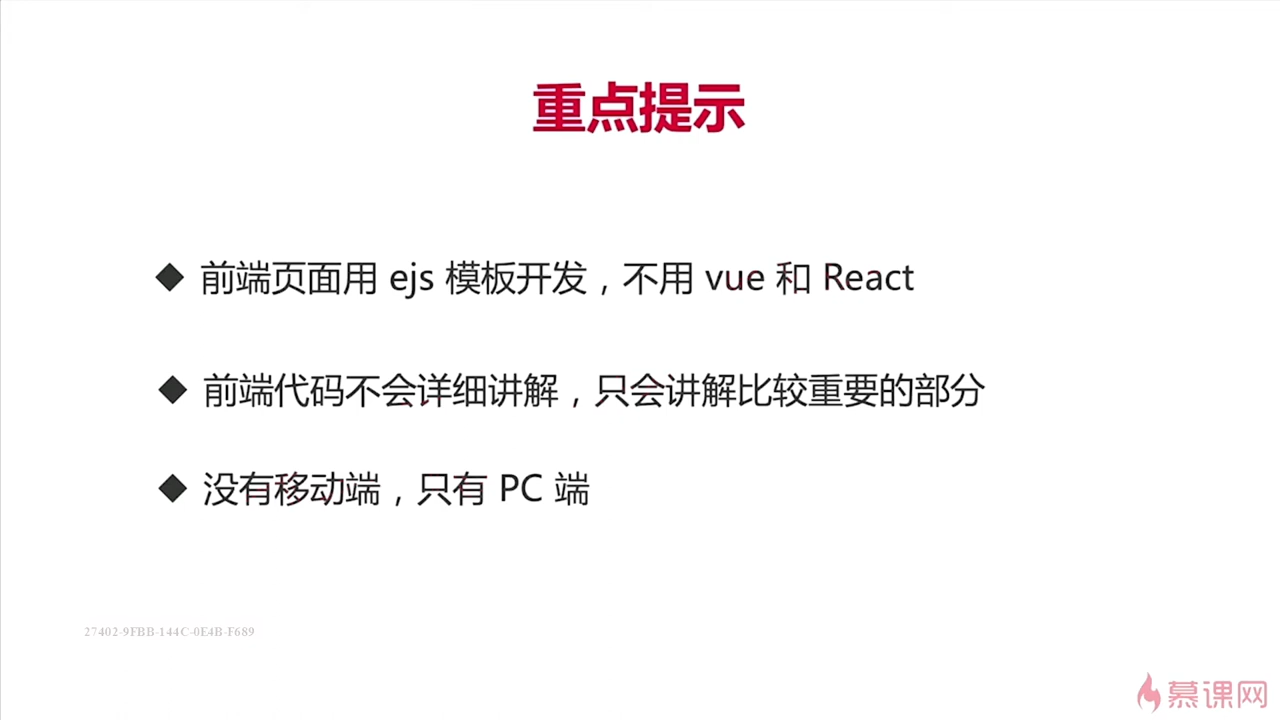 重点提示
◆ 前端页面用 ejs 模板开发，不用 vue 和 React
◆ 前端代码不会详细讲解，只会讲解比较重要的部分
◆ 没有移动端，只有 PC 端
27402-9FBB-144C-0E4B-F689
慕课网